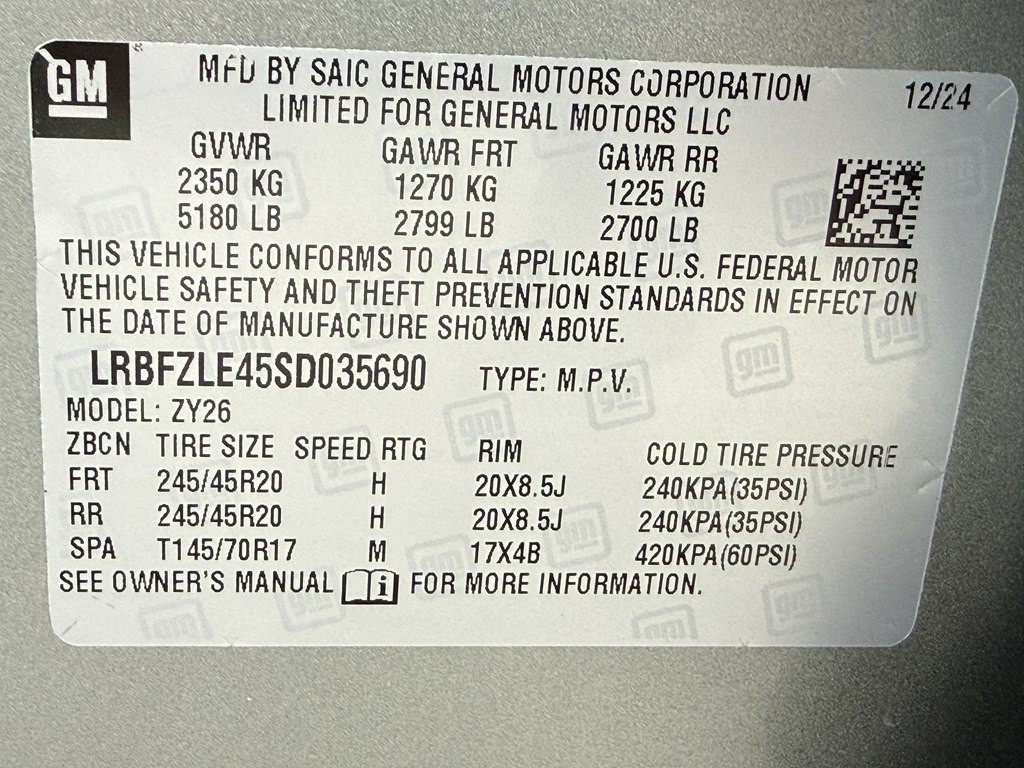 GM
MFD BY SAIC GENERAL MOTORS CORPORATION 12/24
LIMITED FOR GENERAL MOTORS LLC
GVWR GAWR FRT GAWR RR
2350 KG 1270 KG 1225 KG
5180 LB 2799 LB 2700 LB
THIS VEHICLE CONFORMS TO ALL APPLICABLE U.S. FEDERAL MOTOR
VEHICLE SAFETY AND THEFT PREVENTION STANDARDS IN EFFECT ON
THE DATE OF MANUFACTURE SHOWN ABOVE.
LRBFZLE45SD035690 TYPE: M.P.V.
MODEL: ZY26
ZBCN TIRE SIZE SPEED RTG RIM COLD TIRE PRESSURE
FRT 245/45R20 H 20X8.5J 240KPA(35PSI)
RR 245/45R20 H 20X8.5J 240KPA(35PSI)
SPA T145/70R17 M 17X4B 420KPA(60PSI)
SEE OWNER'S MANUAL i FOR MORE INFORMATION.